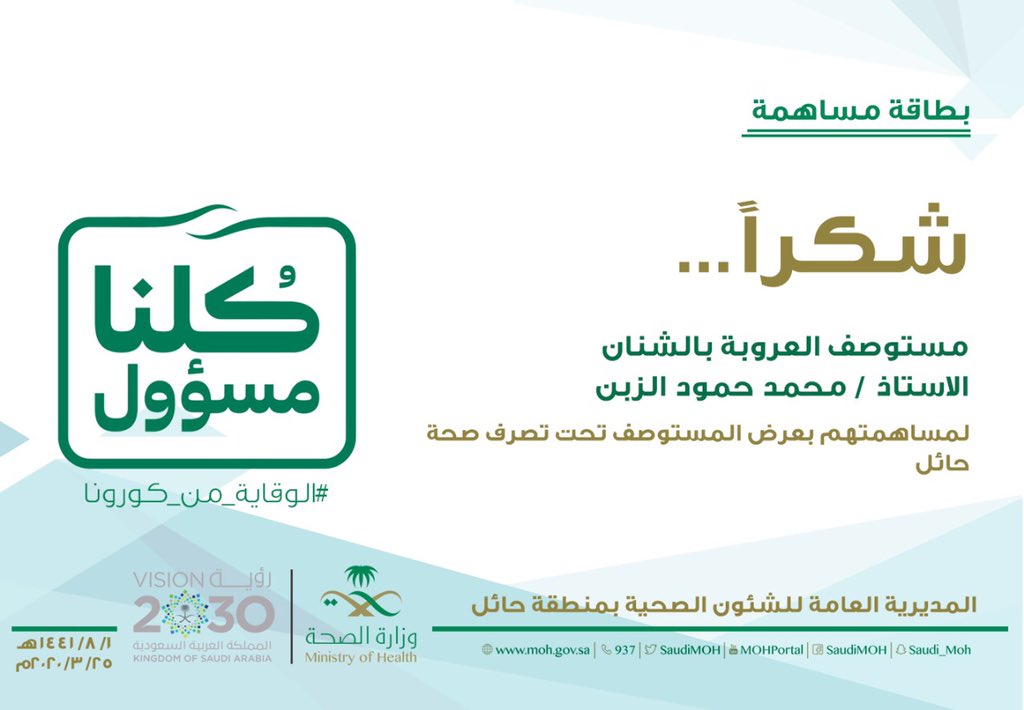 بطاقة مساهمة
شكراً...
مستوصف العروبة بالشنان
الاستاذ / محمد حمود الزبن
لمساهمتهم بعرض المستوصف تحت تصرف صحة
حائل
كُلنا
مسؤول
#الوقاية_من_كورونا
المديرية العامة للشئون الصحية بمنطقة حائل
www.moh.gov.sa | 937 | SaudiMOH | MOHPortal | SaudiMOH | Saudi_Moh
وزارة الصحة
Ministry of Health
VISION رؤيـــة
2030
المملكة العربية السعودية
KINGDOM OF SAUDI ARABIA
١٤٤١/٨/١هـ
٢٠٢٠/٣/٢٥م